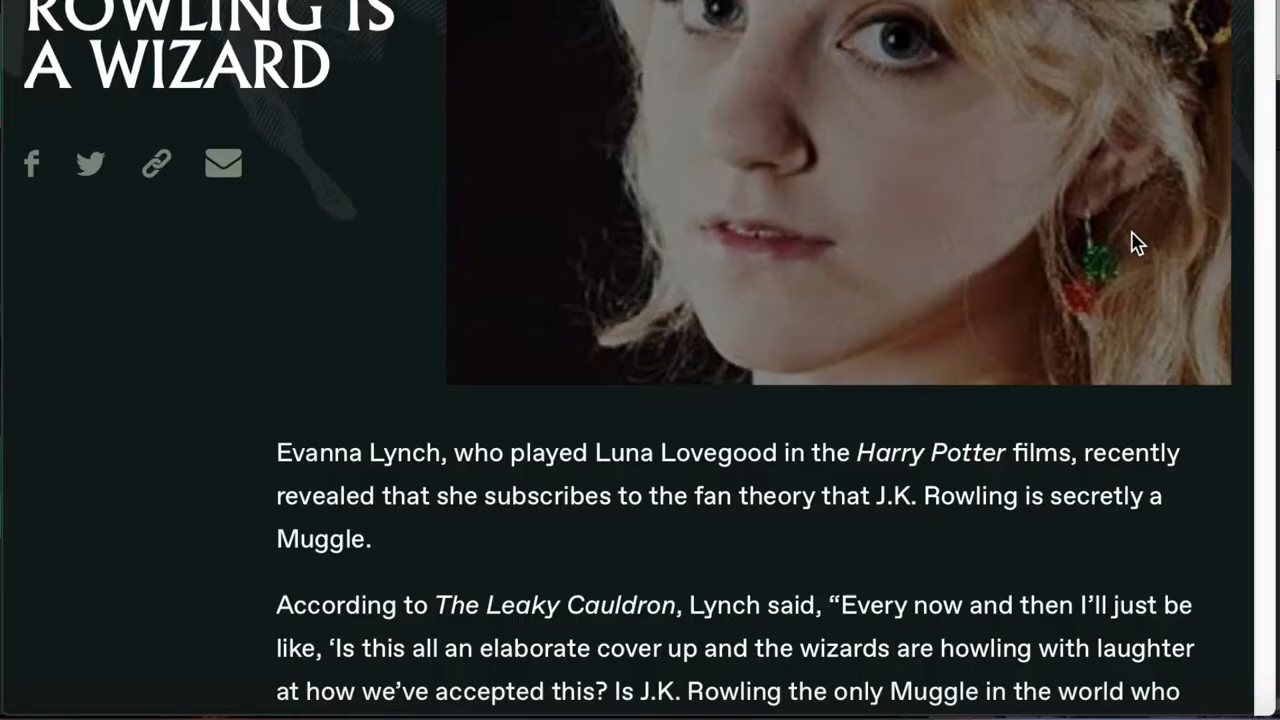 ROWLING IS
A WIZARD
Evanna Lynch, who played Luna Lovegood in the Harry Potter films, recently
revealed that she subscribes to the fan theory that J.K. Rowling is secretly a
Muggle.
According to The Leaky Cauldron, Lynch said, “Every now and then I’ll just be
like, ‘Is this all an elaborate cover up and the wizards are howling with laughter
at how we’ve accepted this? Is J.K. Rowling the only Muggle in the world who